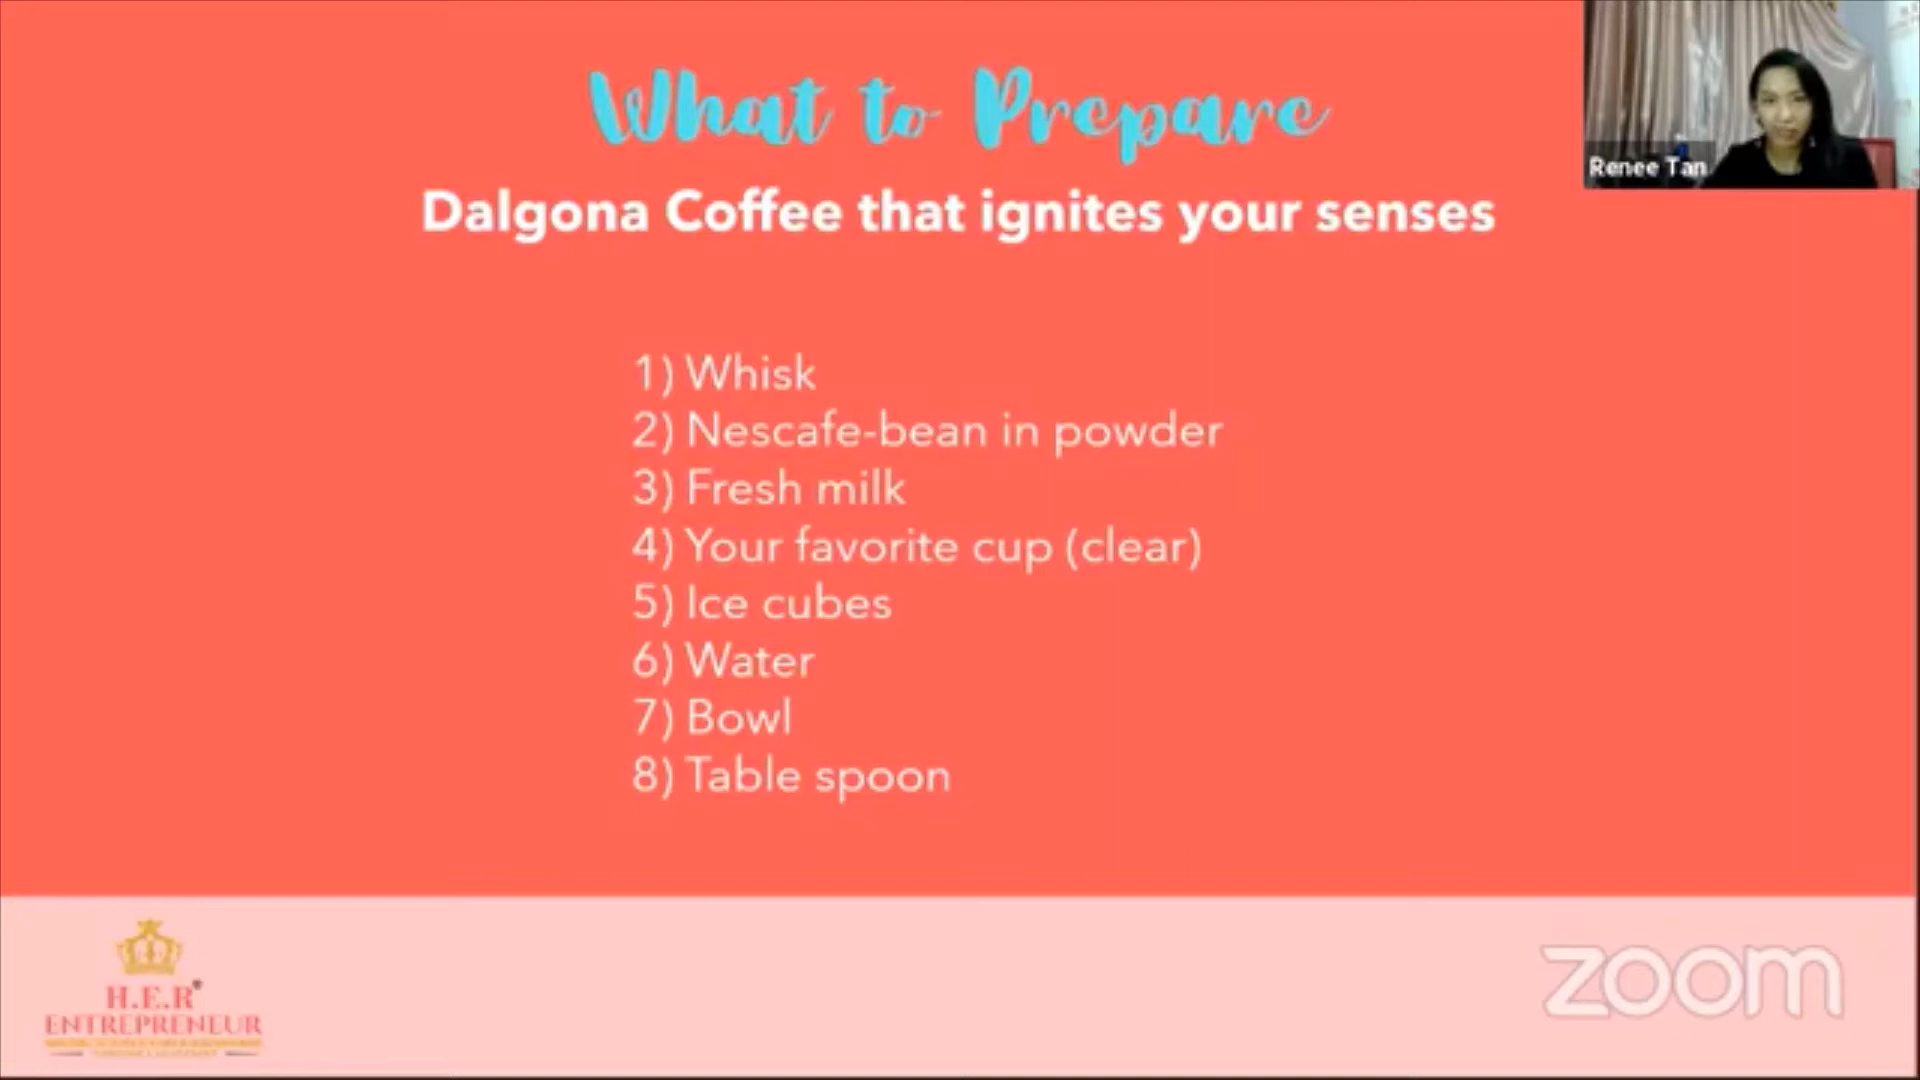 What to Prepare
Renee Tan
Dalgona Coffee that ignites your senses
1) Whisk
2) Nescafe-bean in powder
3) Fresh milk
4) Your favorite cup (clear)
5) Ice cubes
6) Water
7) Bowl
8) Table spoon
H.E.R
ENTREPRENEUR
zoom